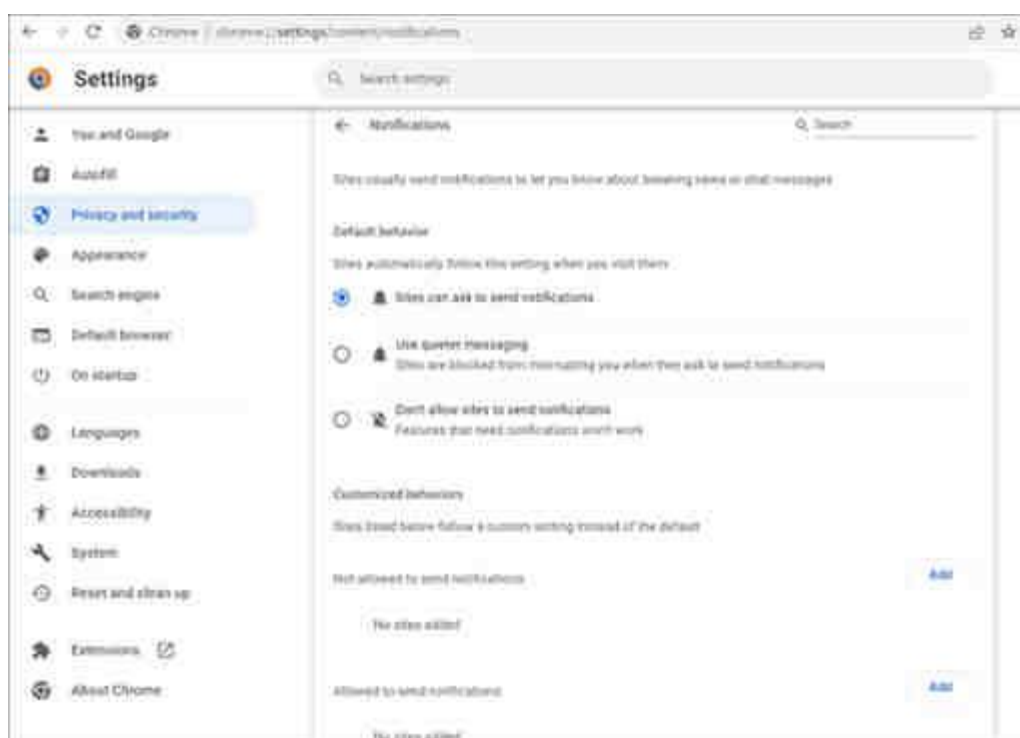 Chrome | chrome://settings/content/notifications
Settings
Search settings
You and Google
Autofill
Privacy and security
Appearance
Search engine
Default browser
On startup
Languages
Downloads
Accessibility
System
Reset and clean up
Extensions
About Chrome
Notifications
Search
Sites usually send notifications to let you know about breaking news or chat messages
Default behavior
Sites automatically follow this setting when you visit them
Sites can ask to send notifications
Use quieter messaging
Sites are blocked from interrupting you when they ask to send notifications
Don't allow sites to send notifications
Features that need notifications won't work
Customized behaviors
Sites listed below follow a custom setting instead of the default
Not allowed to send notifications
Add
No sites added
Allowed to send notifications
Add
No sites added